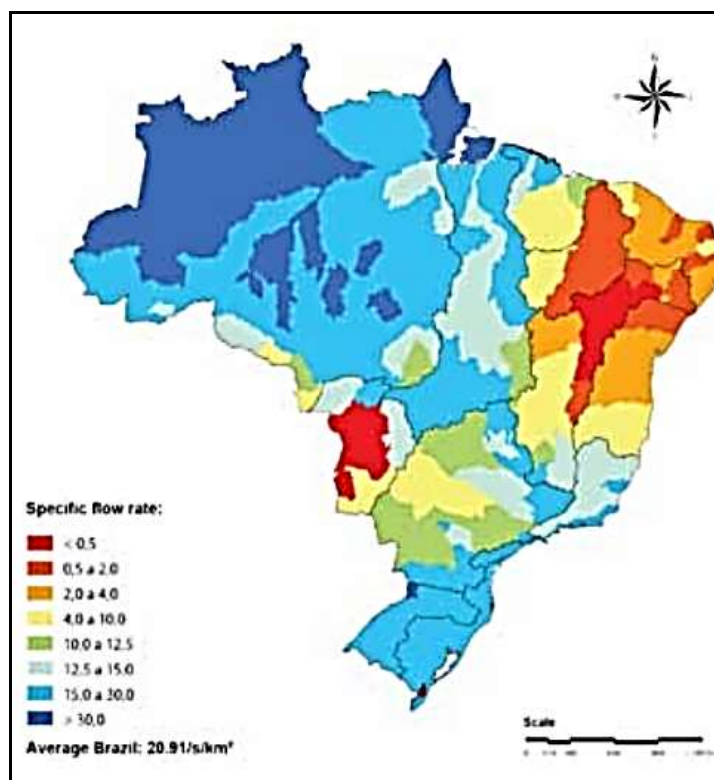 N
Specific flow rate:
< 0,5
0,5 a 2.0
2,0 a 4.0
4,0 a 10.0
10.0 a 12.5
12.5 a 15.0
15.0 a 30.0
> 30,0
Average Brazil: 20.91/s/km²
Scale
0